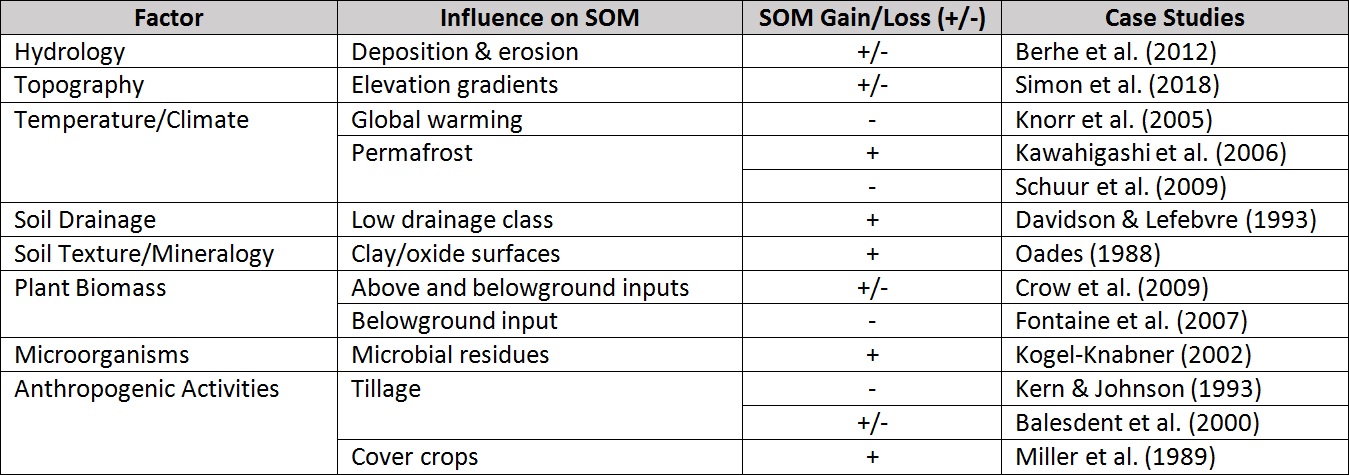 Factor Influence on SOM SOM Gain/Loss (+/-) Case Studies
Hydrology Deposition & erosion +/- Berhe et al. (2012)
Topography Elevation gradients +/- Simon et al. (2018)
Temperature/Climate Global warming - Knorr et al. (2005)
Permafrost + Kawahigashi et al. (2006)
- Schuur et al. (2009)
Soil Drainage Low drainage class + Davidson & Lefebvre (1993)
Soil Texture/Mineralogy Clay/oxide surfaces + Oades (1988)
Plant Biomass Above and belowground inputs +/- Crow et al. (2009)
Belowground input - Fontaine et al. (2007)
Microorganisms Microbial residues + Kogel-Knabner (2002)
Anthropogenic Activities Tillage - Kern & Johnson (1993)
+/- Balesdent et al. (2000)
Cover crops + Miller et al. (1989)